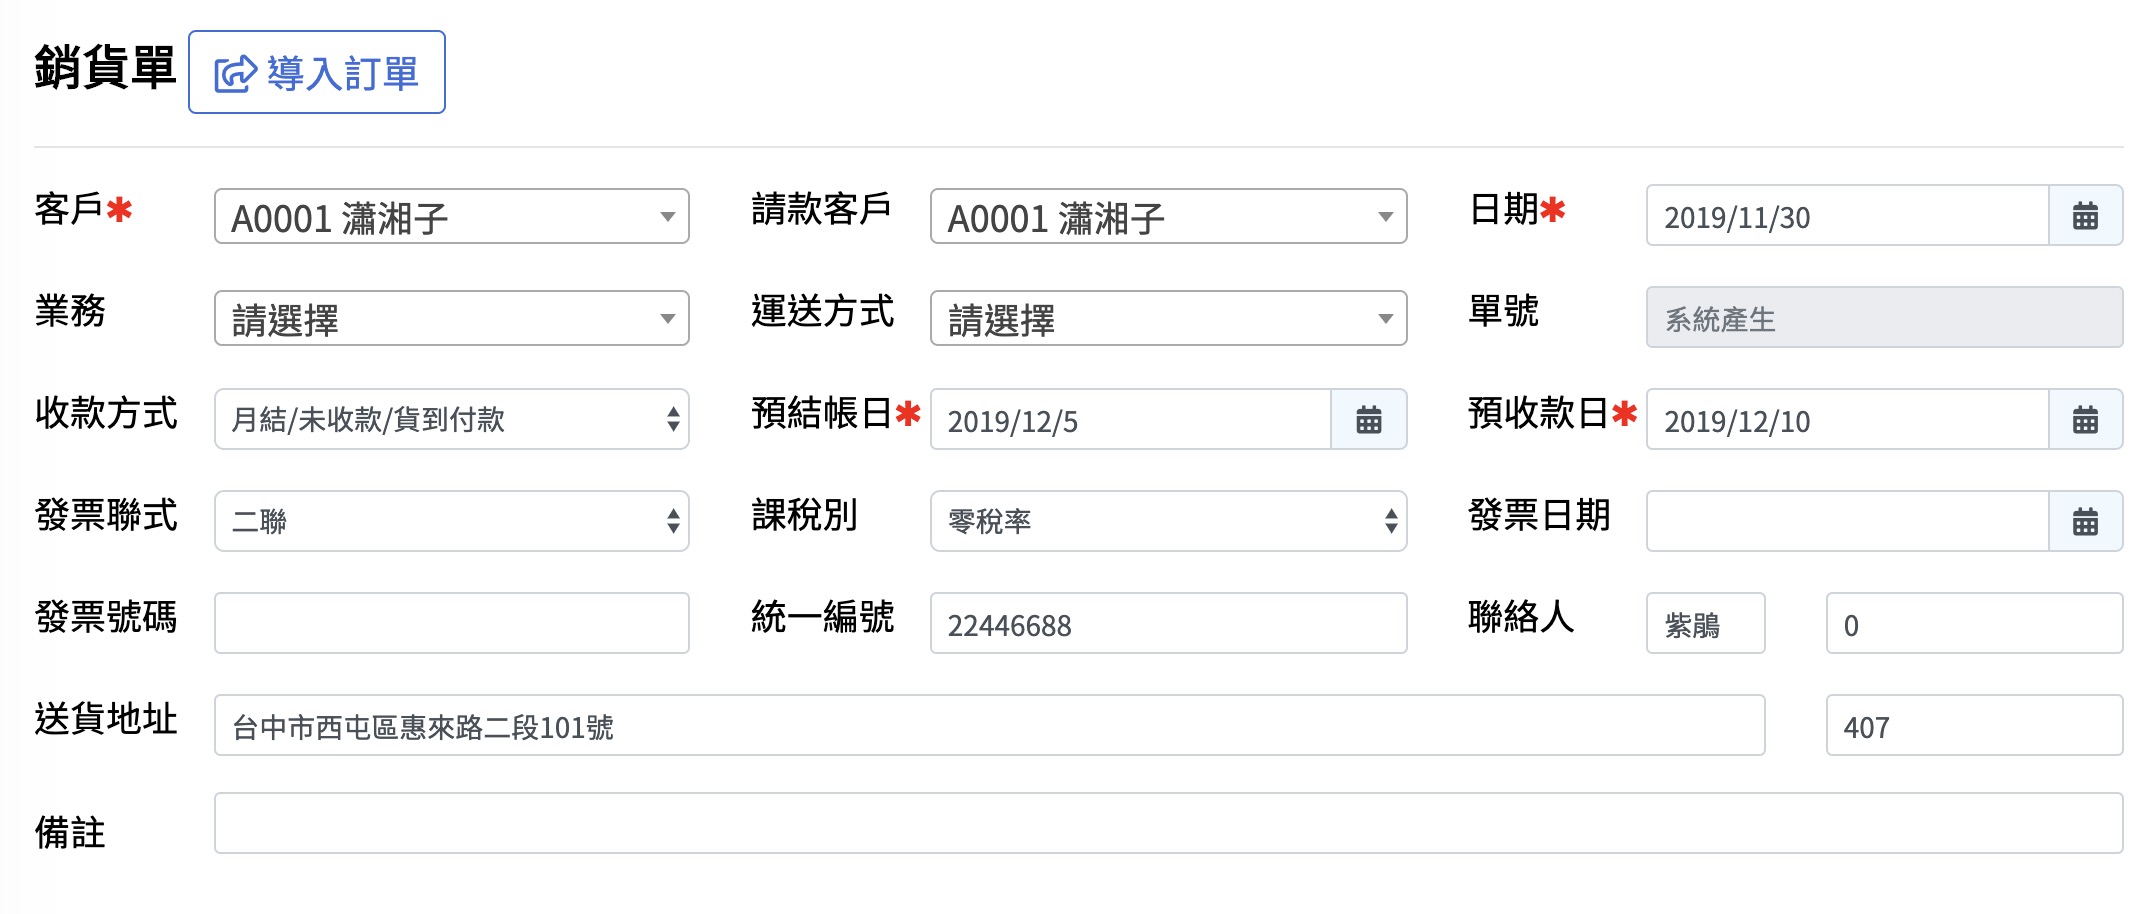 銷貨單 導入訂單
客戶✱ A0001 瀟湘子 請款客戶 A0001 瀟湘子 日期✱ 2019/11/30
業務 請選擇 運送方式 請選擇 單號 系統產生
收款方式 月結/未收款/貨到付款 預結帳日✱ 2019/12/5 預收款日✱ 2019/12/10
發票聯式 二聯 課稅別 零稅率 發票日期
發票號碼 統一編號 22446688 聯絡人 紫鵑 0
送貨地址 台中市西屯區惠來路二段101號 407
備註